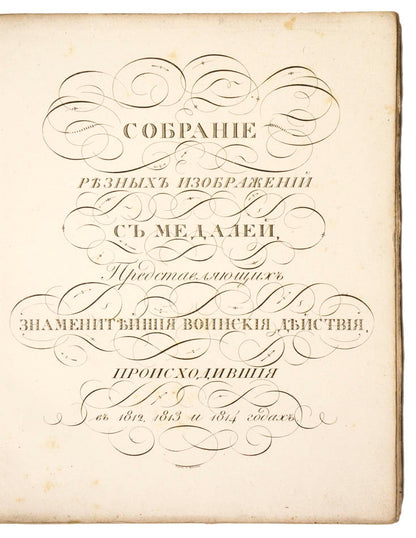 СОБРАНІЕ
РѢЗНЫХЪ ИЗОБРАЖЕНІЙ
СЪ МЕДАЛЕЙ,
Представляющихъ
ЗНАМЕНИТѢЙШІЯ ВОИНСКІЯ ДѢЙСТВІЯ,
ПРОИСХОДИВШІЯ
въ 1812, 1813 и 1814 годахъ